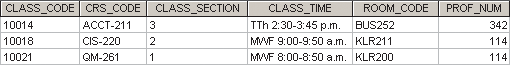 CLASS_CODE CRS_CODE CLASS_SECTION CLASS_TIME ROOM_CODE PROF_NUM
10014 ACCT-211 3 TTh 2:30-3:45 p.m. BUS252 342
10018 CIS-220 2 MWF 9:00-9:50 a.m. KLR211 114
10021 QM-261 1 MWF 8:00-8:50 a.m. KLR200 114